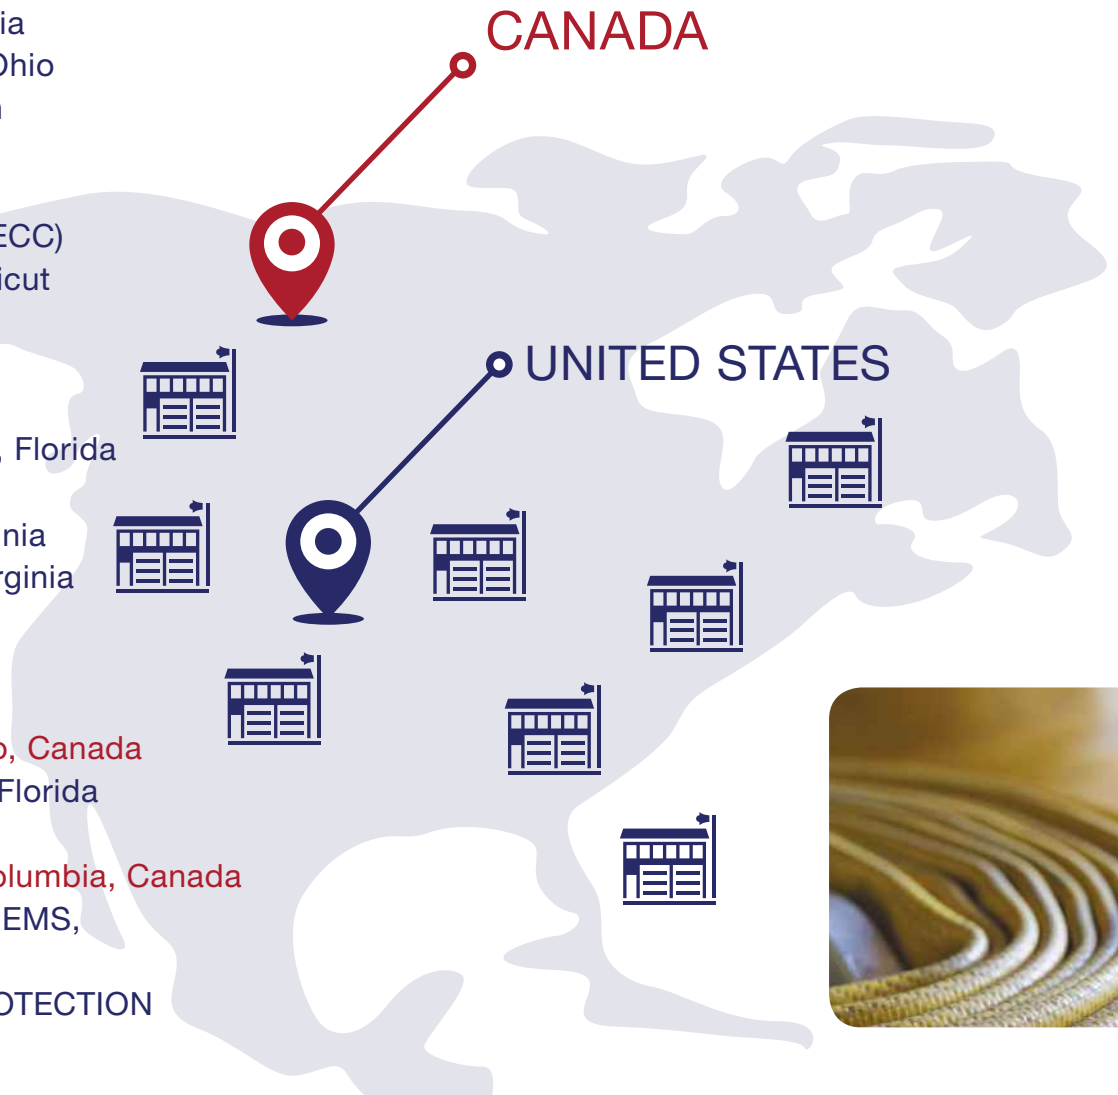 ia
Ohio
CANADA
ECC)
icut
UNITED STATES
, Florida
nia
rginia
o, Canada
Florida
olumbia, Canada
EMS,
OTECTION